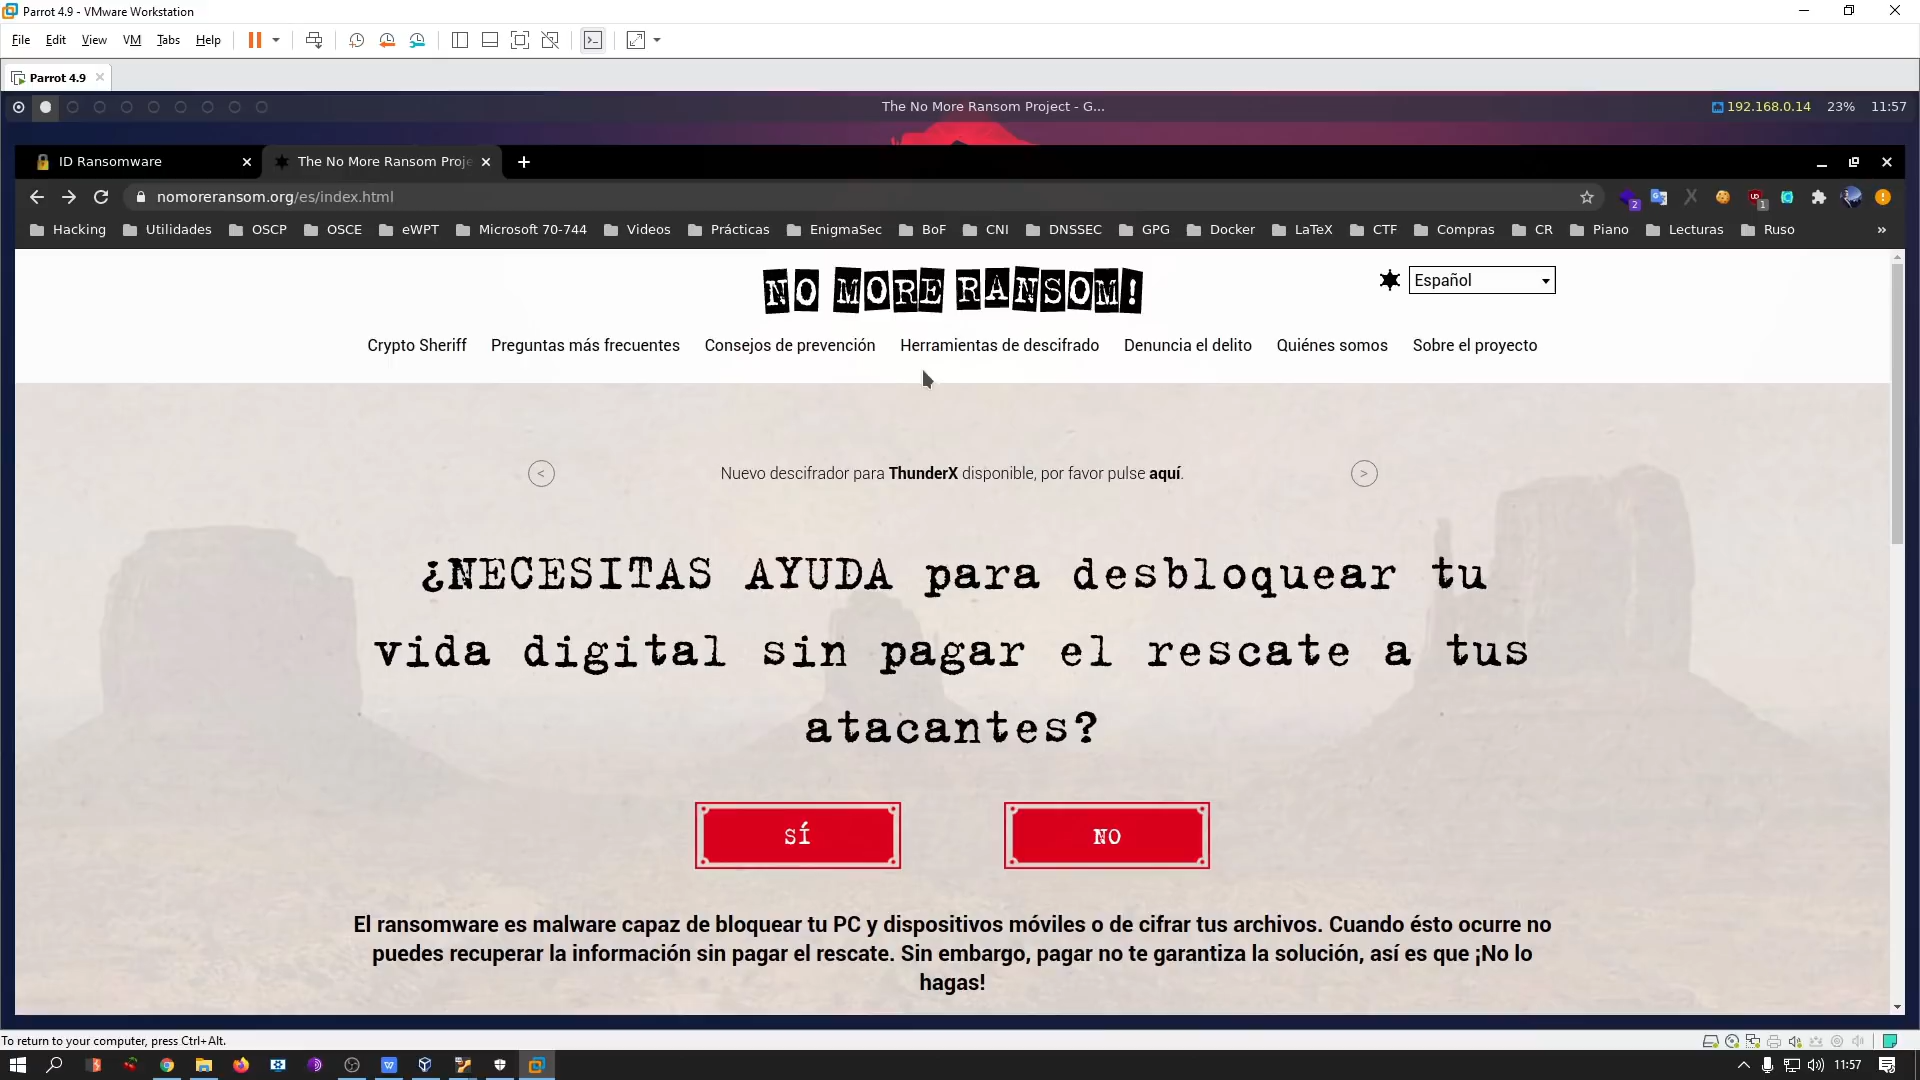 Parrot 4.9 - VMware Workstation
File Edit View VM Tabs Help
Parrot 4.9
The No More Ransom Project - G...
192.168.0.14 23% 11:57
ID Ransomware
The No More Ransom Proje
nomoreransom.org/es/index.html
2
1
Hacking Utilidades OSCP OSCE eWPT Microsoft 70-744 Videos Prácticas EnigmaSec BoF CNI DNSSEC GPG Docker LaTeX CTF Compras CR Piano Lecturas Ruso »
NO MORE RANSOM!
Español
Crypto Sheriff Preguntas más frecuentes Consejos de prevención Herramientas de descifrado Denuncia el delito Quiénes somos Sobre el proyecto
< Nuevo descifrador para ThunderX disponible, por favor pulse aquí. >
¿NECESITAS AYUDA para desbloquear tu
vida digital sin pagar el rescate a tus
atacantes?
SÍ NO
El ransomware es malware capaz de bloquear tu PC y dispositivos móviles o de cifrar tus archivos. Cuando ésto ocurre no
puedes recuperar la información sin pagar el rescate. Sin embargo, pagar no te garantiza la solución, así es que ¡No lo
hagas!
To return to your computer, press Ctrl+Alt.
11:57